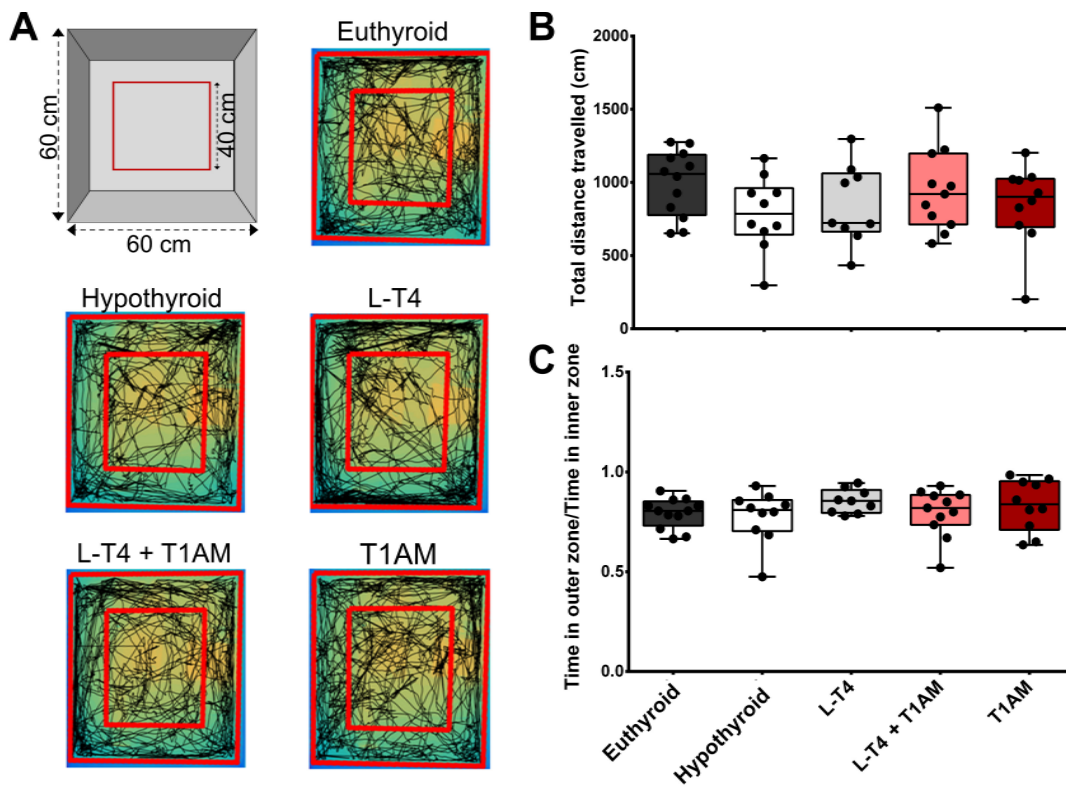 A
60 cm
40 cm
60 cm
Euthyroid
Hypothyroid
L-T4
L-T4 + T1AM
T1AM
B
Total distance travelled (cm)
2000
1500
1000
500
0
C
Time in outer zone/Time in inner zone
1.5
1.0
0.5
0.0
Euthyroid
Hypothyroid
L-T4
L-T4 + T1AM
T1AM